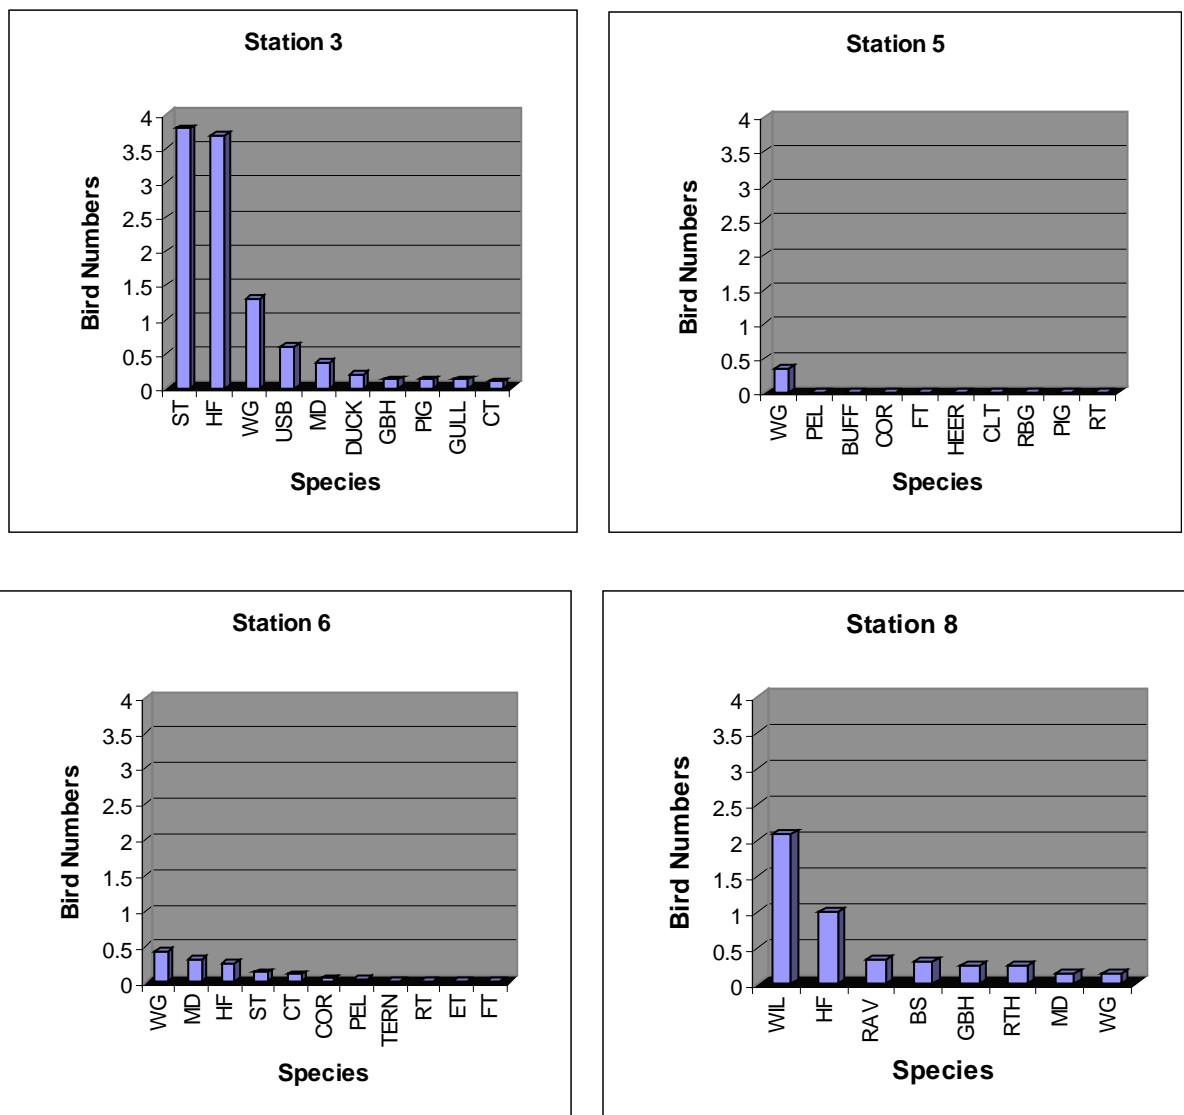 Station 3
Bird Numbers
4
3.5
3
2.5
2
1.5
1
0.5
0
ST HF WG USB MD DUCK GBH PIG GULL CT
Species
Station 5
Bird Numbers
4
3.5
3
2.5
2
1.5
1
0.5
0
WG PEL BUFF COR FT HEER CLT RBG PIG RT
Species
Station 6
Bird Numbers
4
3.5
3
2.5
2
1.5
1
0.5
0
WG MD HF ST CT COR PEL TERN RT ET FT
Species
Station 8
Bird Numbers
4
3.5
3
2.5
2
1.5
1
0.5
0
WIL HF RAV BS GBH RTH MD WG
Species